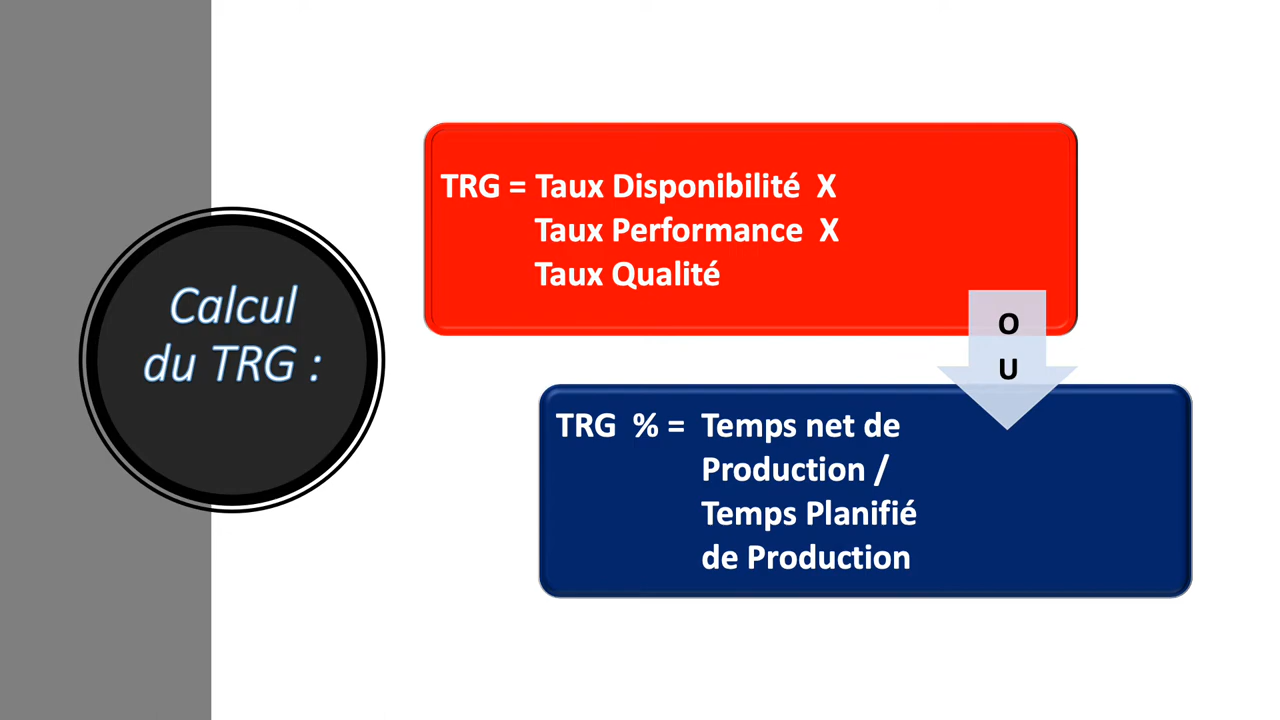 Calcul
du TRG :
TRG = Taux Disponibilité X
Taux Performance X
Taux Qualité
O
U
TRG % = Temps net de
Production /
Temps Planifié
de Production